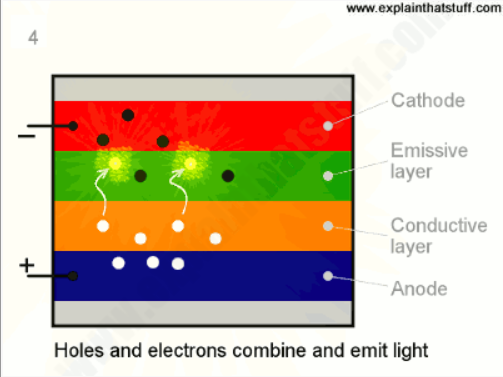 www.explainthatstuff.com
4
Cathode
−
Emissive
layer
Conductive
layer
+
Anode
Holes and electrons combine and emit light